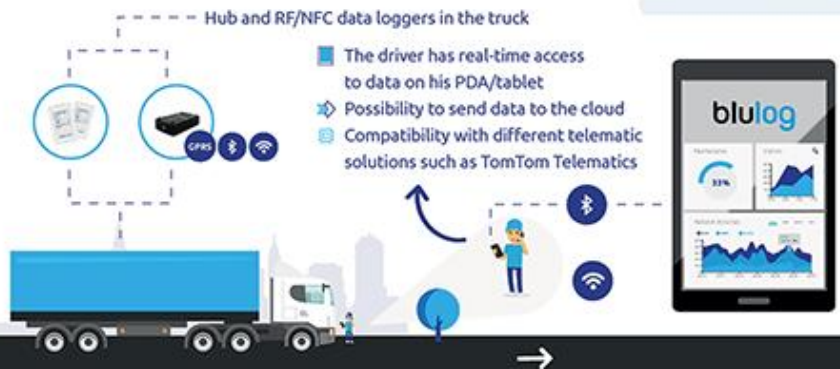 Hub and RF/NFC data loggers in the truck
The driver has real-time access
to data on his PDA/tablet
Possibility to send data to the cloud
Compatibility with different telematic
solutions such as TomTom Telematics
GPRS
blulog
33%